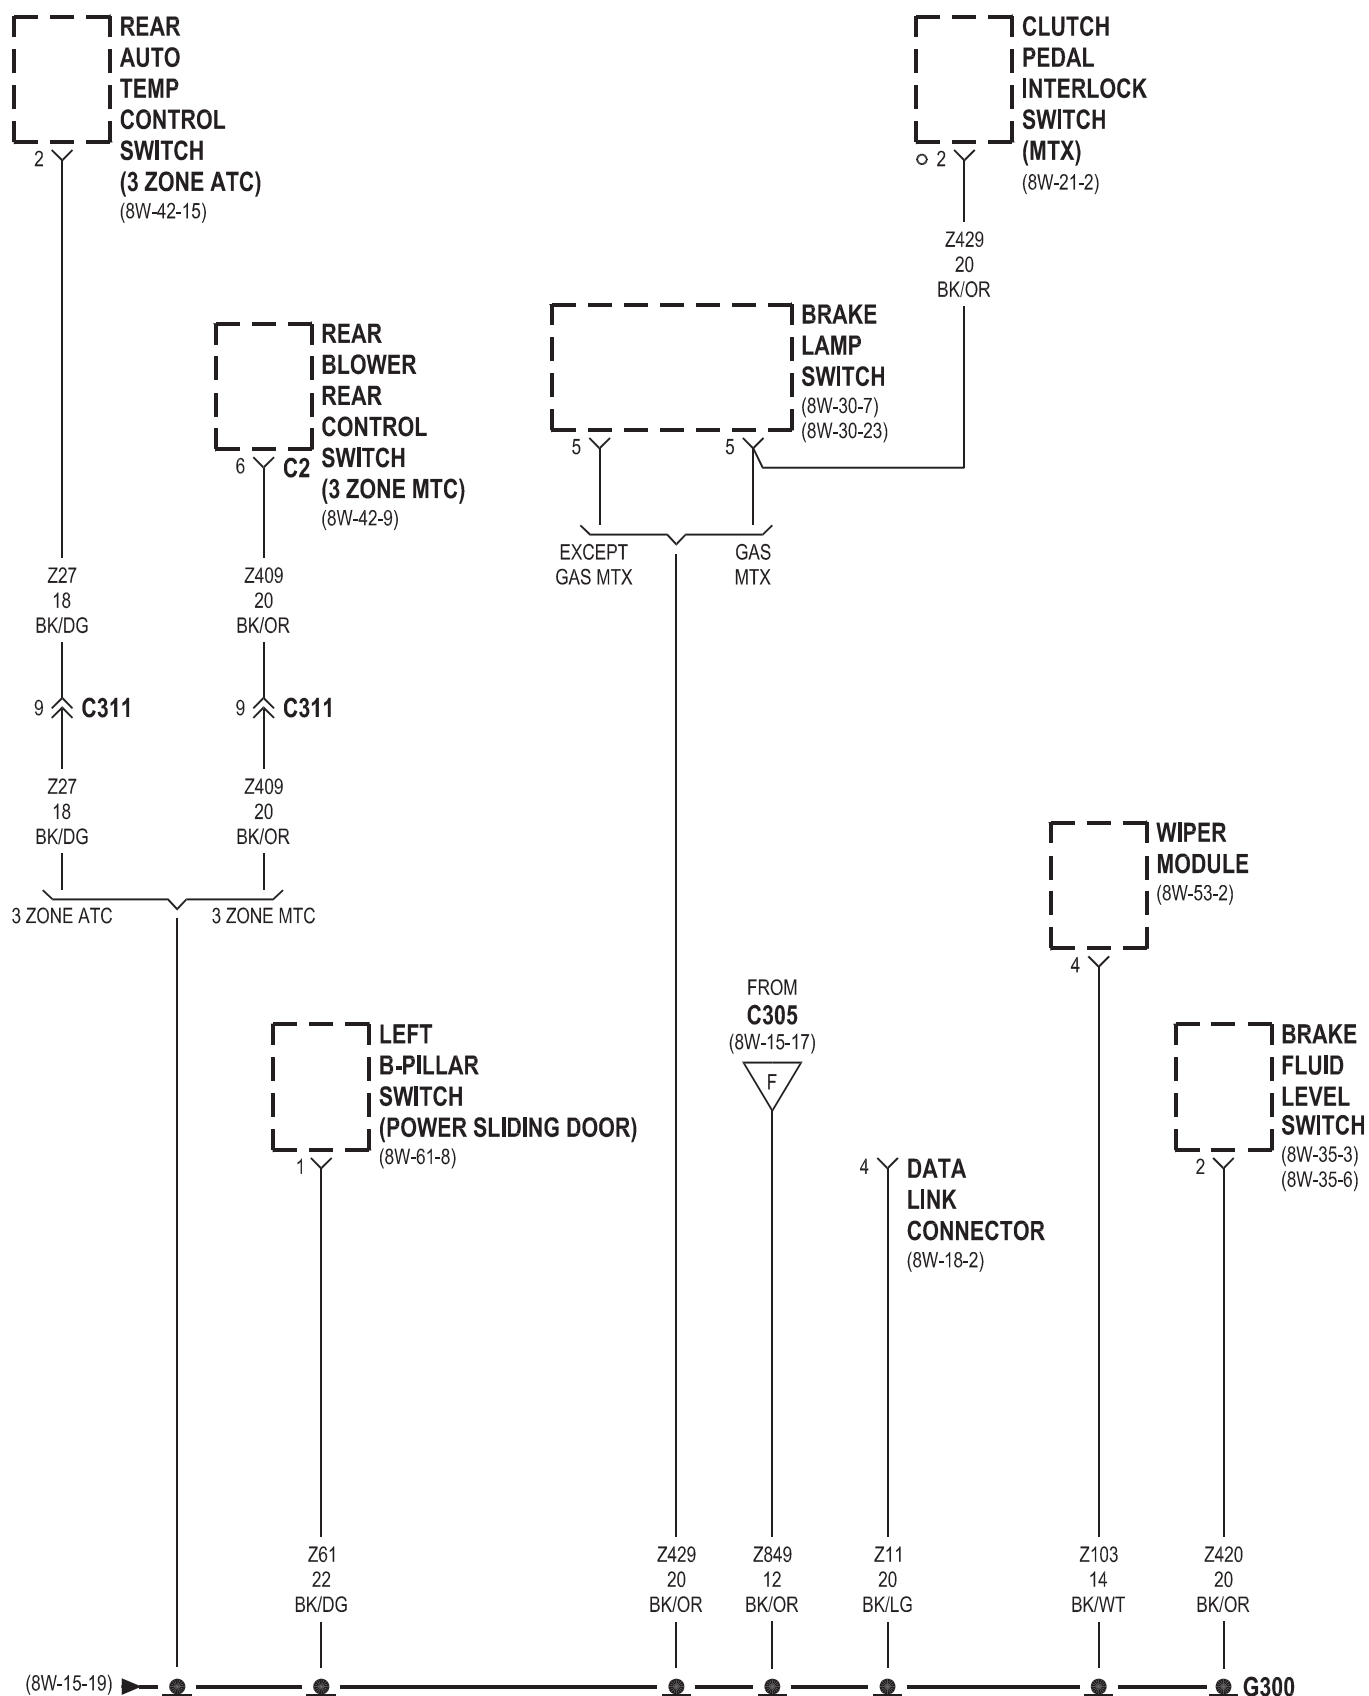 REAR
AUTO
TEMP
CONTROL
SWITCH
(3 ZONE ATC)
(8W-42-15)
2
CLUTCH
PEDAL
INTERLOCK
SWITCH
(MTX)
(8W-21-2)
2
Z429
20
BK/OR
REAR
BLOWER
REAR
CONTROL
SWITCH
(3 ZONE MTC)
(8W-42-9)
6
C2
BRAKE
LAMP
SWITCH
(8W-30-7)
(8W-30-23)
5
5
EXCEPT
GAS MTX
GAS
MTX
Z27
18
BK/DG
Z409
20
BK/OR
9
C311
9
C311
Z27
18
BK/DG
Z409
20
BK/OR
3 ZONE ATC
3 ZONE MTC
WIPER
MODULE
(8W-53-2)
4
FROM
C305
(8W-15-17)
F
LEFT
B-PILLAR
SWITCH
(POWER SLIDING DOOR)
(8W-61-8)
1
BRAKE
FLUID
LEVEL
SWITCH
(8W-35-3)
(8W-35-6)
2
4
DATA
LINK
CONNECTOR
(8W-18-2)
Z61
22
BK/DG
Z429
20
BK/OR
Z849
12
BK/OR
Z11
20
BK/LG
Z103
14
BK/WT
Z420
20
BK/OR
(8W-15-19)
G300